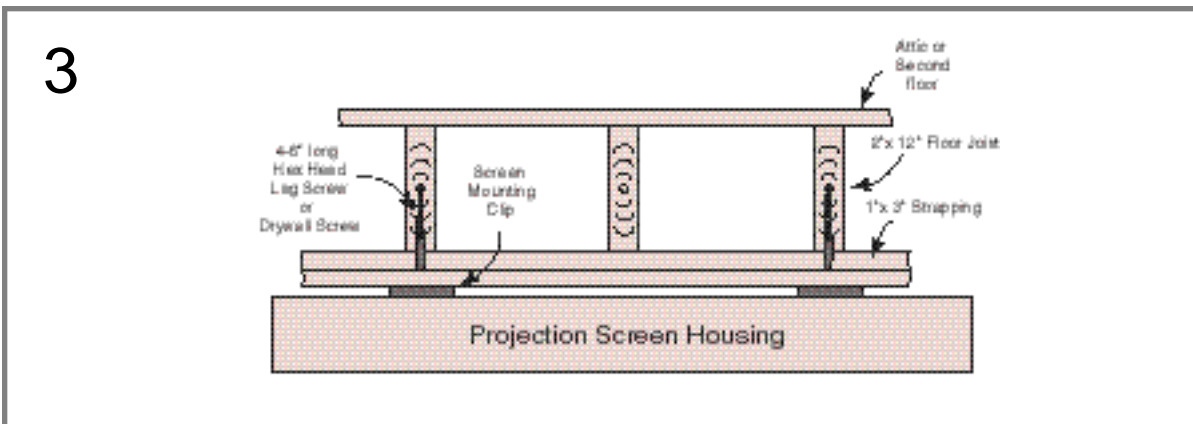 3
Attic or
Second
floor
4-6" long
Hex Head
Lag Screw
or
Drywall Screw
Screen
Mounting
Clip
2"x 12" Floor Joist
1"x 3" Strapping
Projection Screen Housing